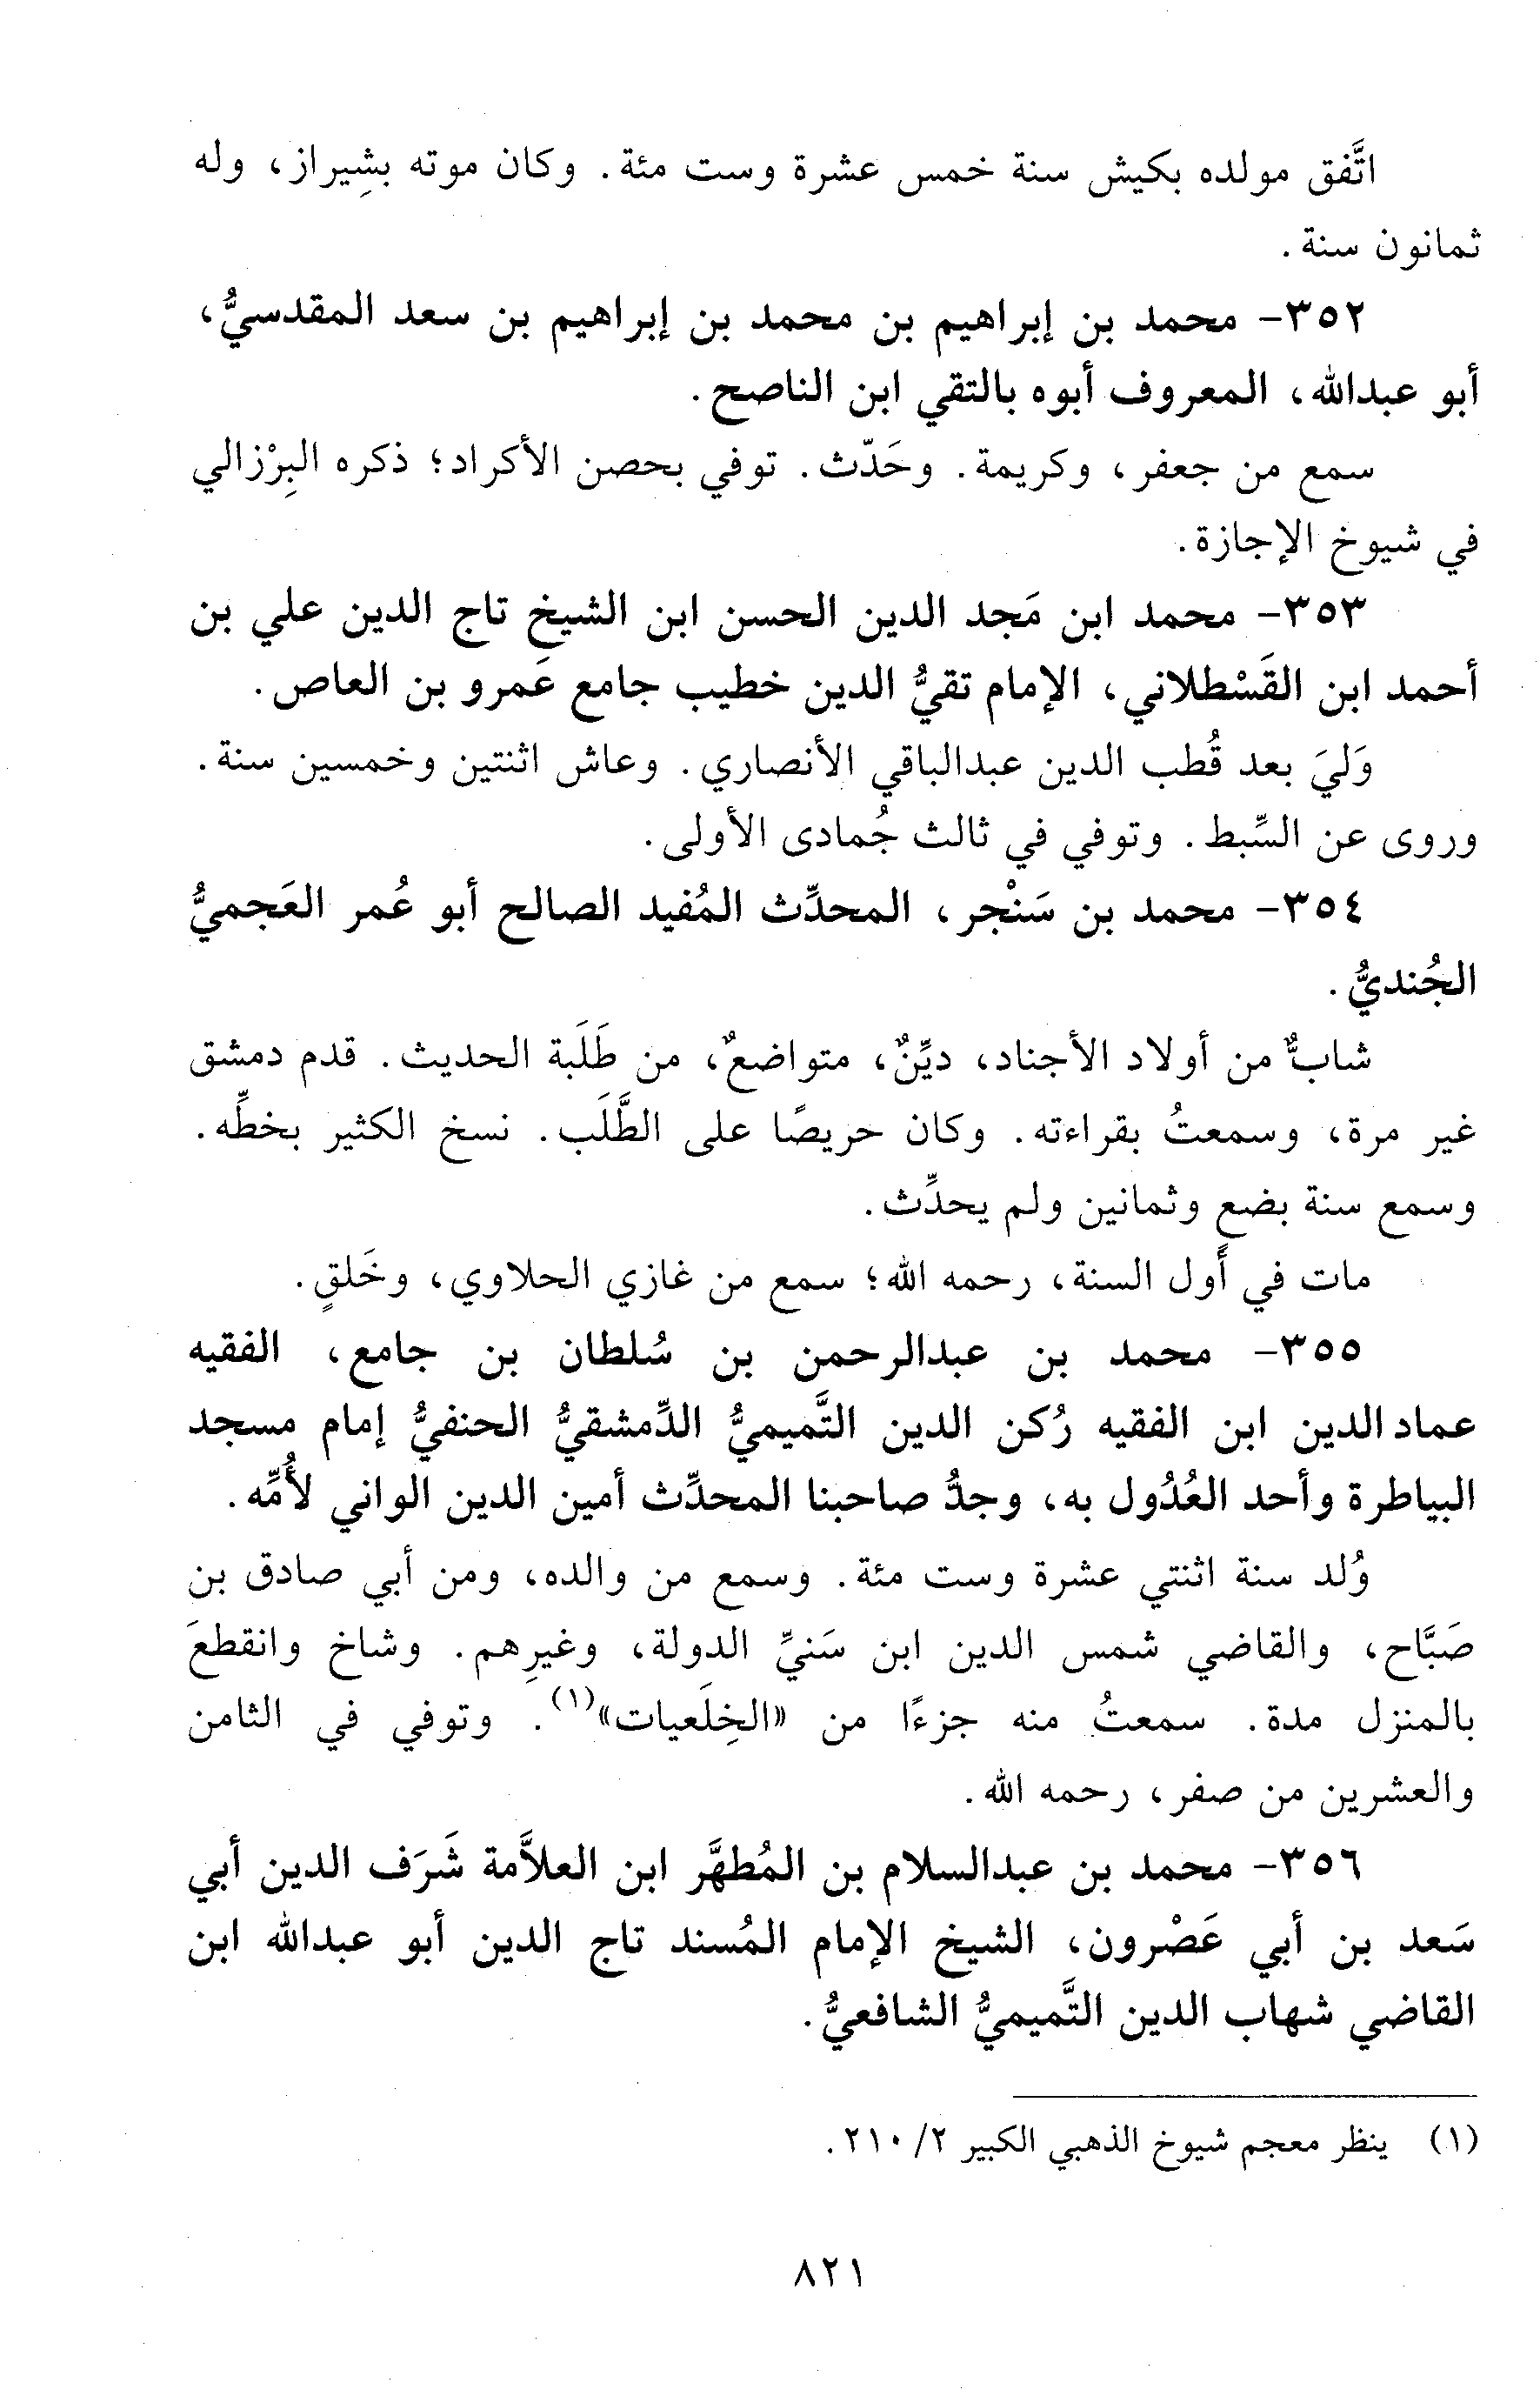 اتَّفق مولده بكيش سنة خمس عشرة وست مئة. وكان موته بشِيراز، وله
ثمانون سنة.
٣٥٢- محمد بن إبراهيم بن محمد بن إبراهيم بن سعد المقدسيُّ،
أبو عبدالله، المعروف أبوه بالتقي ابن الناصح.
سمع من جعفر، وكريمة. وحَدّث. توفي بحصن الأكراد؛ ذكره البِرْزالي
في شيوخ الإجازة.
٣٥٣- محمد ابن مَجد الدين الحسن ابن الشيخ تاج الدين علي بن
أحمد ابن القَسْطلاني، الإمام تقيُّ الدين خطيب جامع عَمرو بن العاص.
وَليَ بعد قُطب الدين عبدالباقي الأنصاري. وعاش اثنتين وخمسين سنة.
وروى عن السِّبط. وتوفي في ثالث جُمادى الأولى.
٣٥٤- محمد بن سَنْجر، المحدِّث المُفيد الصالح أبو عُمر العَجميُّ
الجُنديُّ.
شابٌّ من أولاد الأجناد، ديِّنٌ، متواضعٌ، من طَلَبة الحديث. قدم دمشق
غير مرة، وسمعتُ بقراءته. وكان حريصًا على الطَّلَب. نسخ الكثير بخطِّه.
وسمع سنة بضعٍ وثمانين ولم يحدِّث.
مات في أَول السنة، رحمه الله؛ سمع من غازي الحلاوي، وخَلقٍ.
٣٥٥- محمد بن عبدالرحمن بن سُلطان بن جامع، الفقيه
عماد الدين ابن الفقيه رُكن الدين التَّميميُّ الدِّمشقيُّ الحنفيُّ إمام مسجد
البياطرة وأحد العُدُول به، وجدُّ صاحبنا المحدِّث أمين الدين الواني لأُمِّه.
وُلد سنة اثنتي عشرة وست مئة. وسمع من والده، ومن أبي صادق بن
صَبَّاح، والقاضي شمس الدين ابن سَنيِّ الدولة، وغيرِهم. وشاخ وانقطعَ
بالمنزل مدة. سمعتُ منه جزءًا من «الخِلَعيات»(١). وتوفي في الثامن
والعشرين من صفر، رحمه الله.
٣٥٦- محمد بن عبدالسلام بن المُطهَّر ابن العلاَّمة شَرَف الدين أبي
سَعد بن أبي عَصْرون، الشيخ الإمام المُسند تاج الدين أبو عبدالله ابن
القاضي شهاب الدين التَّميميُّ الشافعيُّ.
(١) ينظر معجم شيوخ الذهبي الكبير ٢/ ٢١٠.
٨٢١